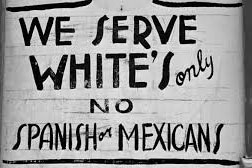 WE SERVE
WHITE'S only
NO
SPANISH or MEXICANS